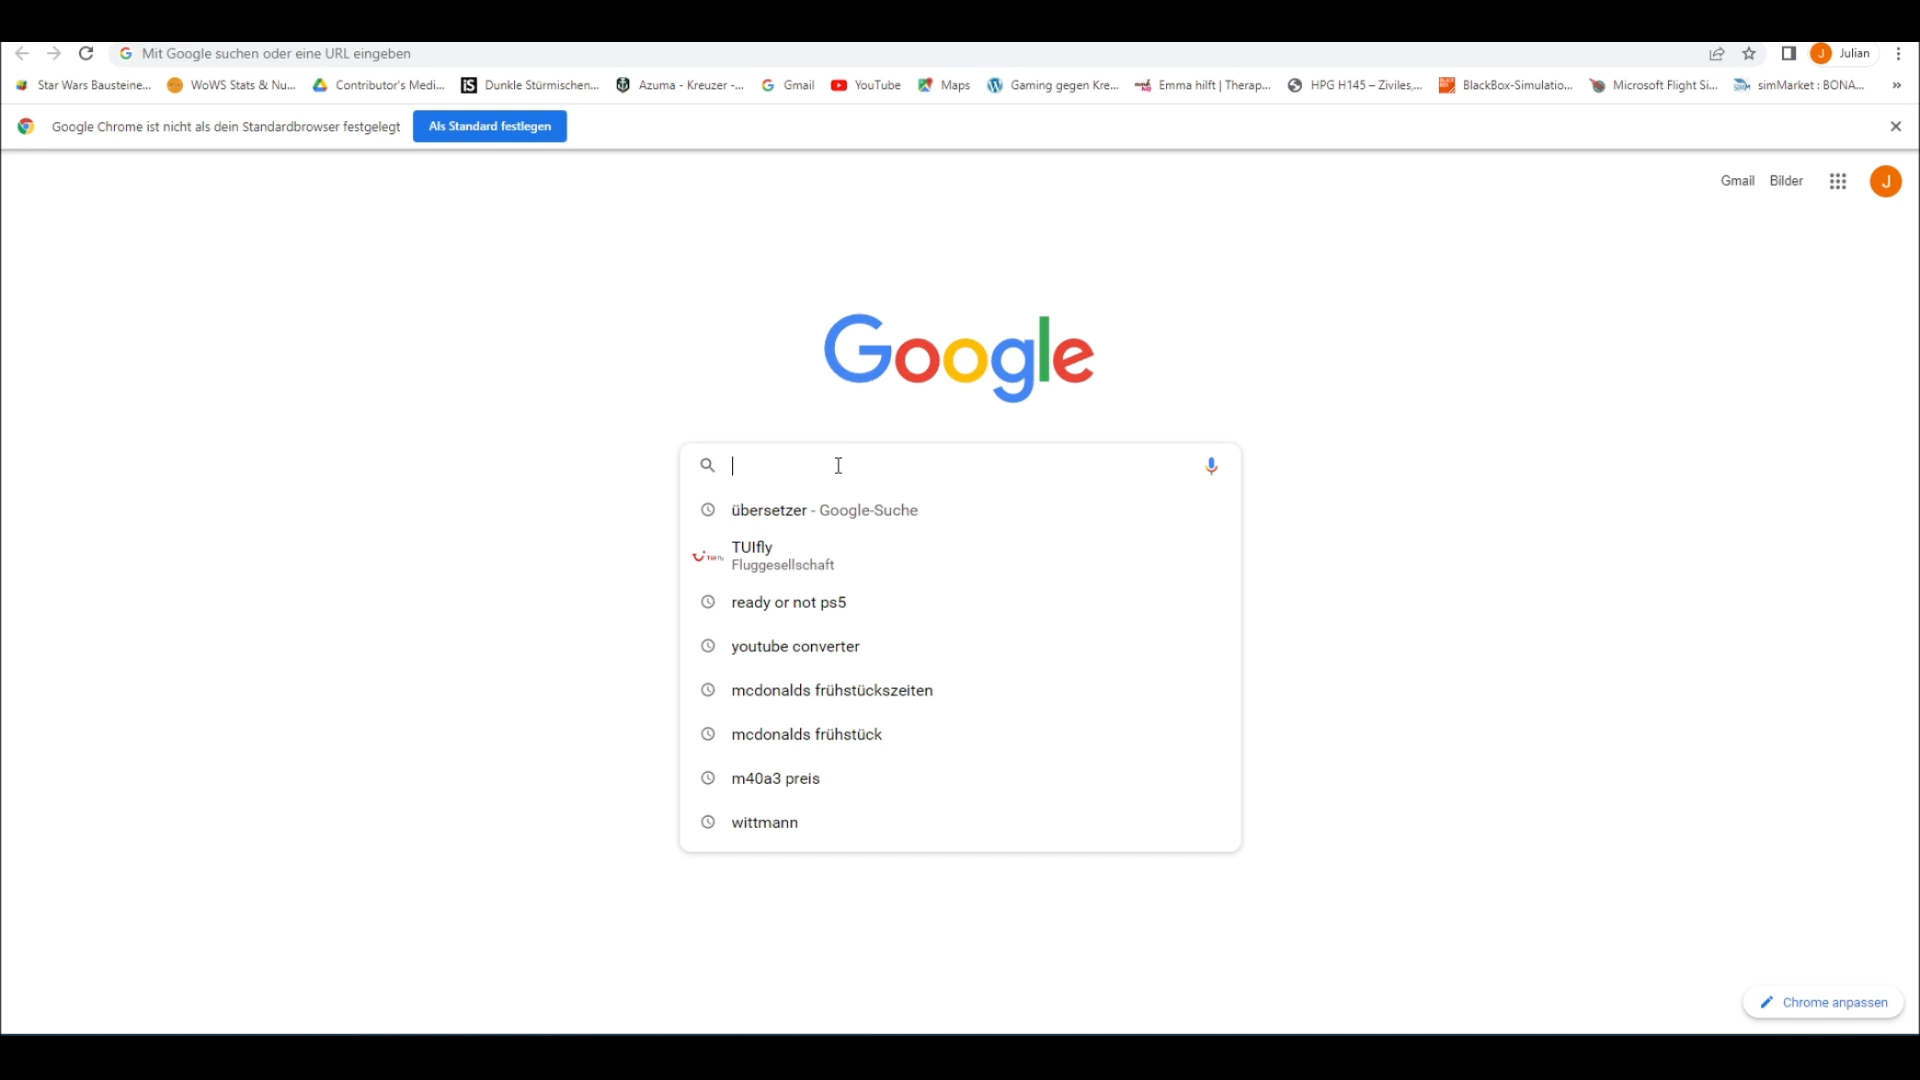 Mit Google suchen oder eine URL eingeben
Julian
Star Wars Bausteine...
WoWS Stats & Nu...
Contributor's Medi...
iS
Dunkle Stürmischen...
Azuma - Kreuzer -...
Gmail
YouTube
Maps
Gaming gegen Kre...
Emma hilft | Therap...
HPG H145 – Ziviles,...
BlackBox-Simulatio...
Microsoft Flight Si...
simMarket : BONA...
Google Chrome ist nicht als dein Standardbrowser festgelegt
Als Standard festlegen
Gmail
Bilder
J
Google
übersetzer - Google-Suche
TUIfly
Fluggesellschaft
ready or not ps5
youtube converter
mcdonalds frühstückszeiten
mcdonalds frühstück
m40a3 preis
wittmann
Chrome anpassen